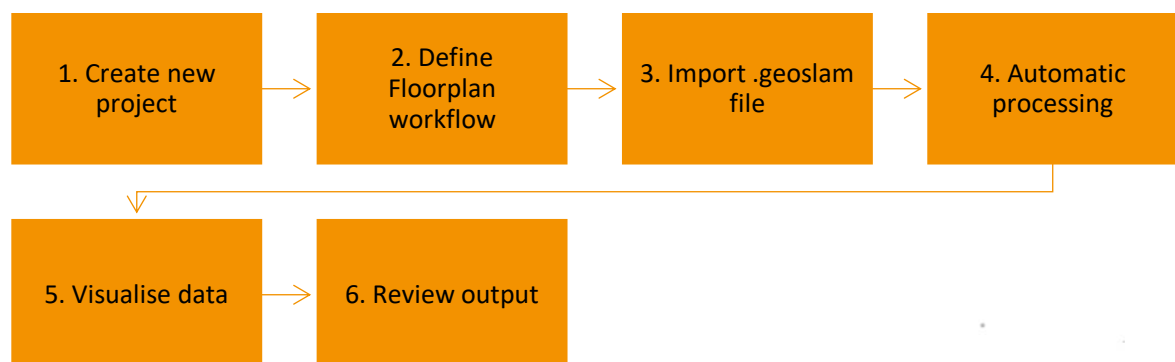 1. Create new
project
2. Define
Floorplan
workflow
3. Import .geoslam
file
4. Automatic
processing
5. Visualise data
6. Review output